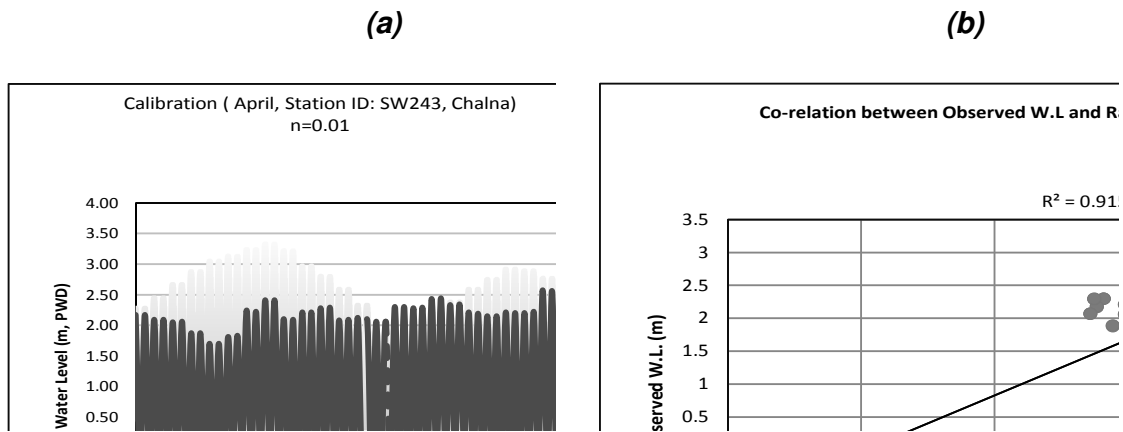 (a)
(b)
Calibration ( April, Station ID: SW243, Chalna)
n=0.01
4.00
3.50
3.00
2.50
2.00
1.50
1.00
0.50
Water Level (m, PWD)
Co-relation between Observed W.L and
R² = 0.91
3.5
3
2.5
2
1.5
1
0.5
served W.L. (m)